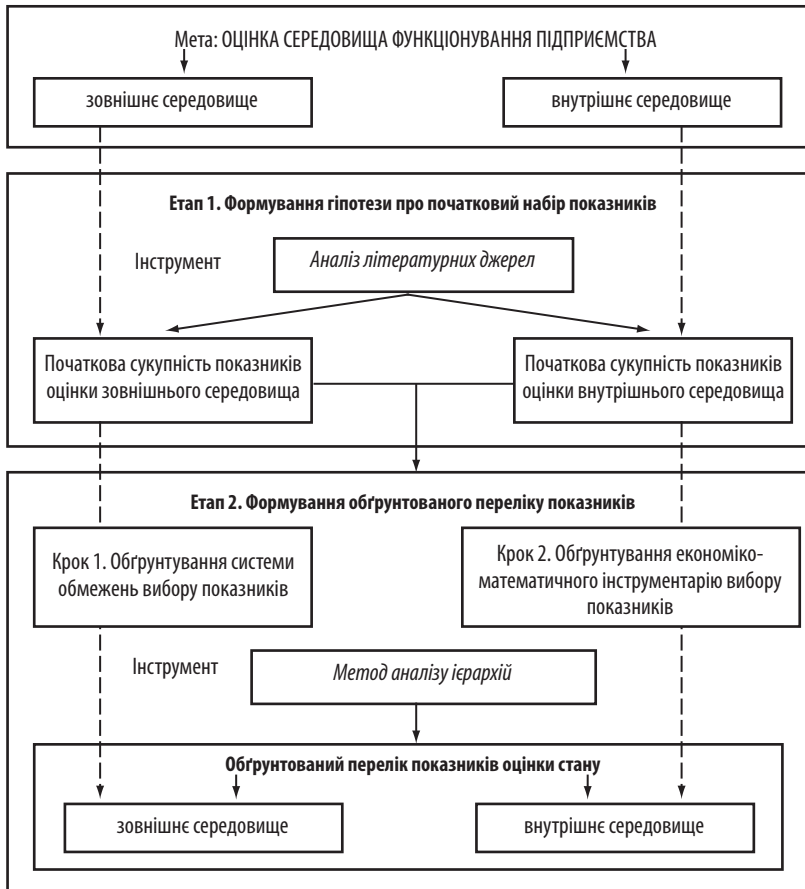 Мета: ОЦІНКА СЕРЕДОВИЩА ФУНКЦІОНУВАННЯ ПІДПРИЄМСТВА
зовнішнє середовище
внутрішнє середовище
Етап 1. Формування гіпотези про початковий набір показників
Інструмент
Аналіз літературних джерел
Початкова сукупність показників
оцінки зовнішнього середовища
Початкова сукупність показників
оцінки внутрішнього середовища
Етап 2. Формування обґрунтованого переліку показників
Крок 1. Обґрунтування системи
обмежень вибору показників
Крок 2. Обґрунтування економіко-
математичного інструментарію вибору
показників
Інструмент
Метод аналізу ієрархій
Обґрунтований перелік показників оцінки стану
зовнішнє середовище
внутрішнє середовище